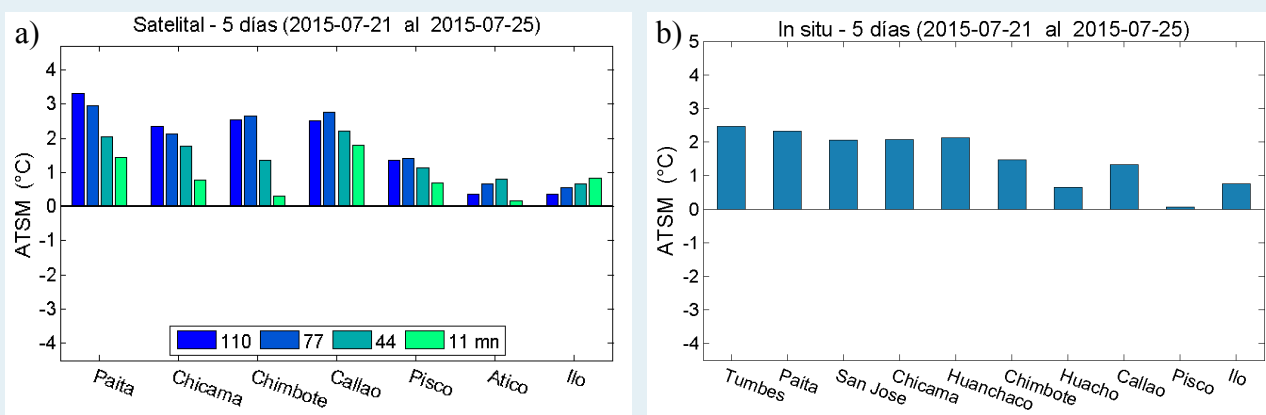 a)
Satelital - 5 días (2015-07-21 al 2015-07-25)
ATSM (°C)
4
3
2
1
0
-1
-2
-3
-4
110 77 44 11 mn
Paita Chicama Chimbote Callao Pisco Atico Ilo
b)
In situ - 5 días (2015-07-21 al 2015-07-25)
ATSM (°C)
5
4
3
2
1
0
-1
-2
-3
-4
Tumbes Paita San Jose Chicama Huanchaco Chimbote Huacho Callao Pisco Ilo